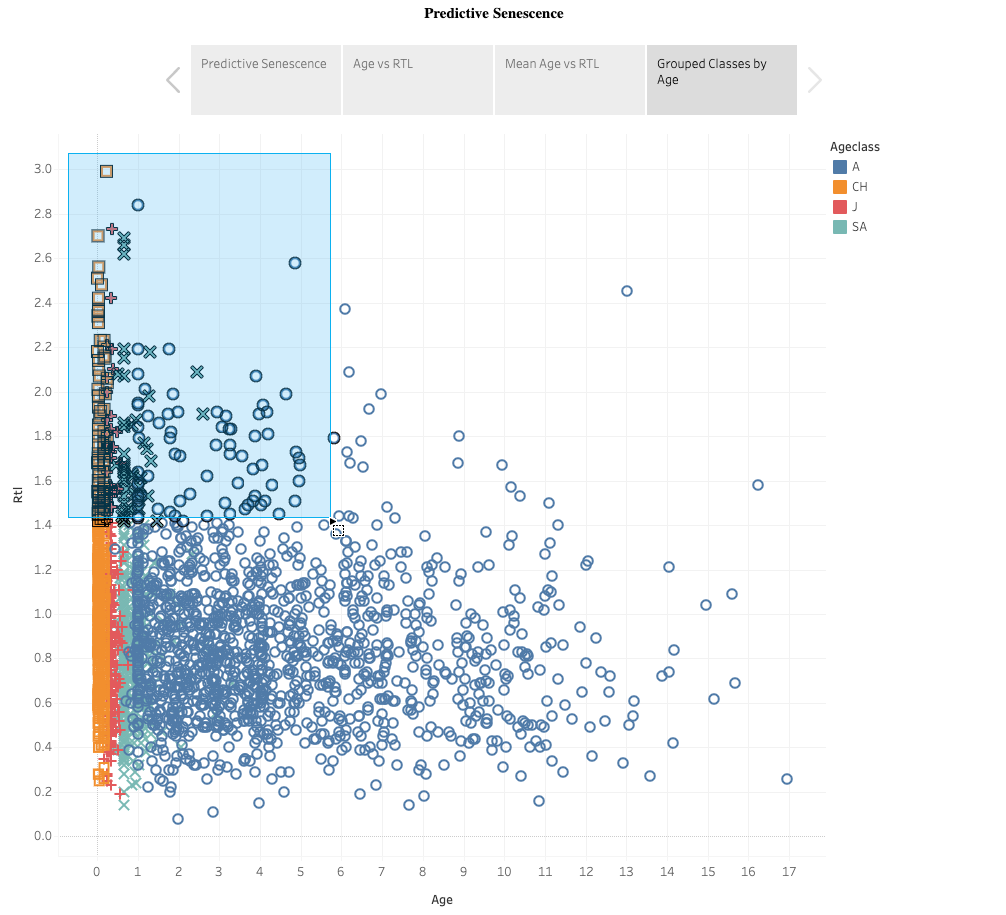 Predictive Senescence
Predictive Senescence
Age vs RTL
Mean Age vs RTL
Grouped Classes by
Age
Ageclass
A
CH
J
SA
3.0
2.8
2.6
2.4
2.2
2.0
1.8
1.6
1.4
1.2
1.0
0.8
0.6
0.4
0.2
0.0
Rtl
0 1 2 3 4 5 6 7 8 9 10 11 12 13 14 15 16 17
Age